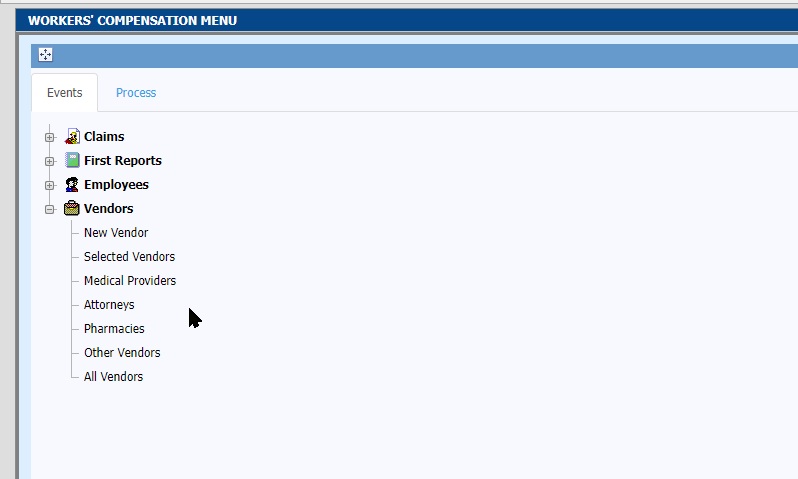 WORKERS' COMPENSATION MENU
Events Process
Claims
First Reports
Employees
Vendors
New Vendor
Selected Vendors
Medical Providers
Attorneys
Pharmacies
Other Vendors
All Vendors